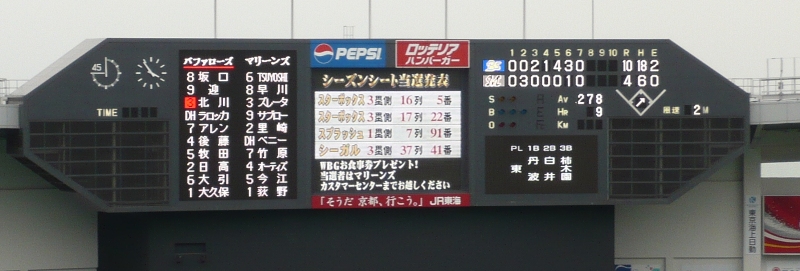 PEPSI
ロッテリア
ハンバーガー
バファローズ マリーンズ
8 坂口 6 TSUYOSHI
9 迎 8 早川
3 北川 3 ズレータ
DH ラロッカ 9 サブロー
7 アレン 2 里崎
4 後藤 DH ベニー
5 牧田 7 竹原
2 日高 4 オーティズ
6 大引 5 今江
1 大久保 1 荻野
シーズンシート当選発表
スターボックス 3塁側 16列 5番
スターボックス 3塁側 17列 22番
スプラッシュ 1塁側 7列 91番
シーガル 3塁側 37列 41番
WBGお食事券プレゼント!
当選者はマリーンズ
カスタマーセンターまでお越しください
「そうだ 京都、行こう。」 JR東海
1 2 3 4 5 6 7 8 9 10 R H E
0 0 2 1 4 3 0 10 18 2
0 3 0 0 0 1 0 4 6 0
S Av .278
B HR 9
O Km
風速 2 M
TIME
45
PL 1B 2B 3B
東 丹波 白井 柿木園
東京海上日動